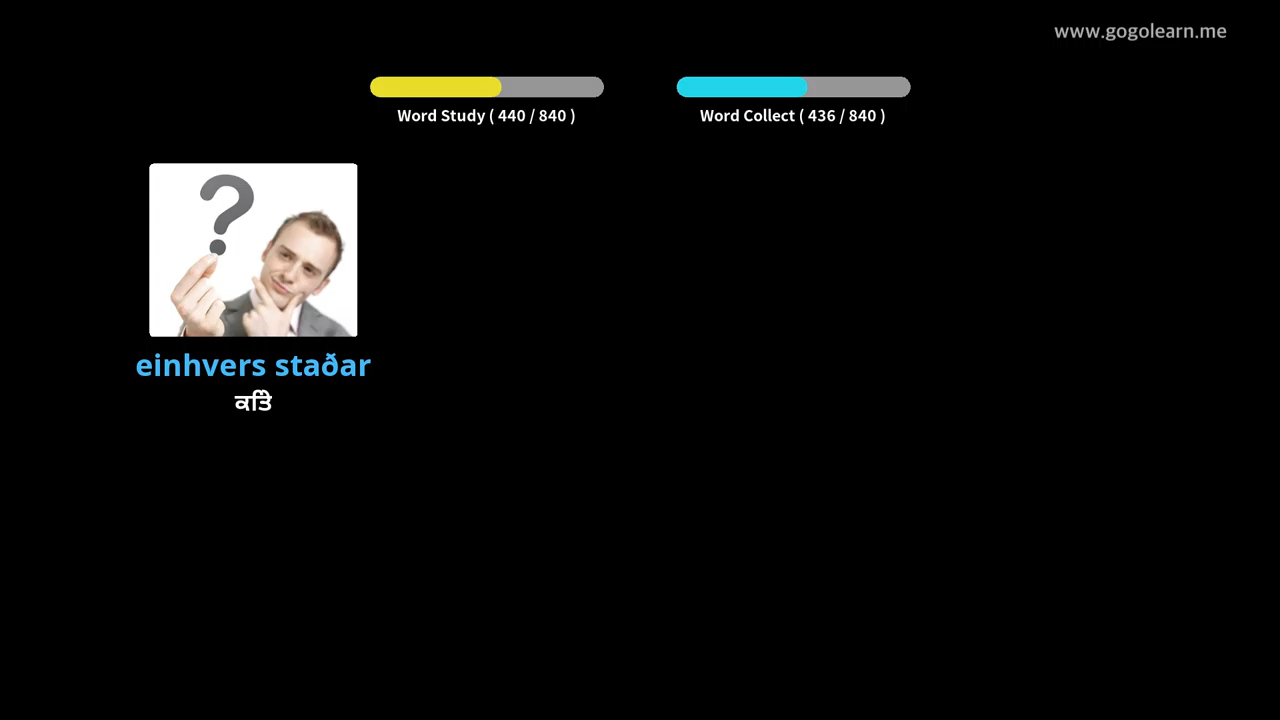 www.gogolearn.me
Word Study ( 440 / 840 )
Word Collect ( 436 / 840 )
?
einhvers staðar
ਕਤਿੇ